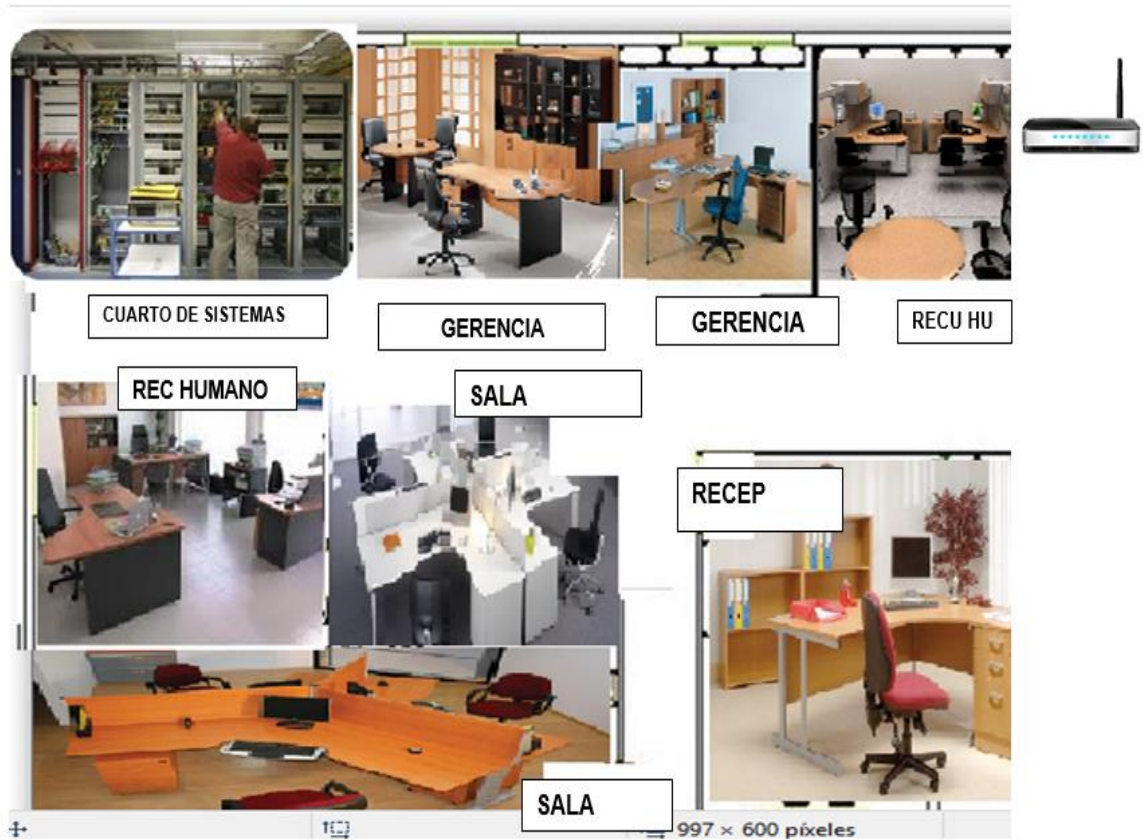 CUARTO DE SISTEMAS
GERENCIA
GERENCIA
RECU HU
REC HUMANO
SALA
RECEP
SALA
997 × 600 píxeles